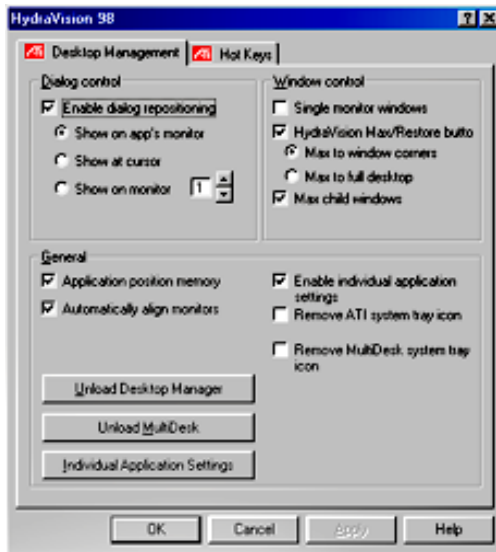 HydraVision 98
ATI Desktop Management
ATI Hot Keys
Dialog control
Enable dialog repositioning
Show on app's monitor
Show at cursor
Show on monitor 1
Window control
Single monitor windows
HydraVision Max/Restore butto
Max to window corners
Max to full desktop
Max child windows
General
Application position memory
Automatically align monitors
Enable individual application
settings
Remove ATI system tray icon
Remove MultiDesk system tray
icon
Unload Desktop Manager
Unload MultiDesk
Individual Application Settings
OK
Cancel
Apply
Help